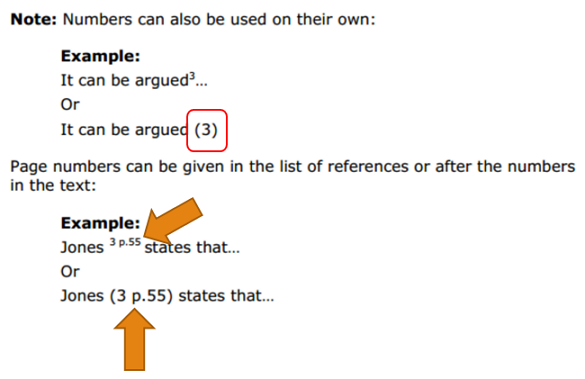 Note: Numbers can also be used on their own:
Example:
It can be argued³...
Or
It can be argued (3)
Page numbers can be given in the list of references or after the numbers
in the text:
Example:
Jones ³ ᵖ·⁵⁵ states that...
Or
Jones (3 p.55) states that...